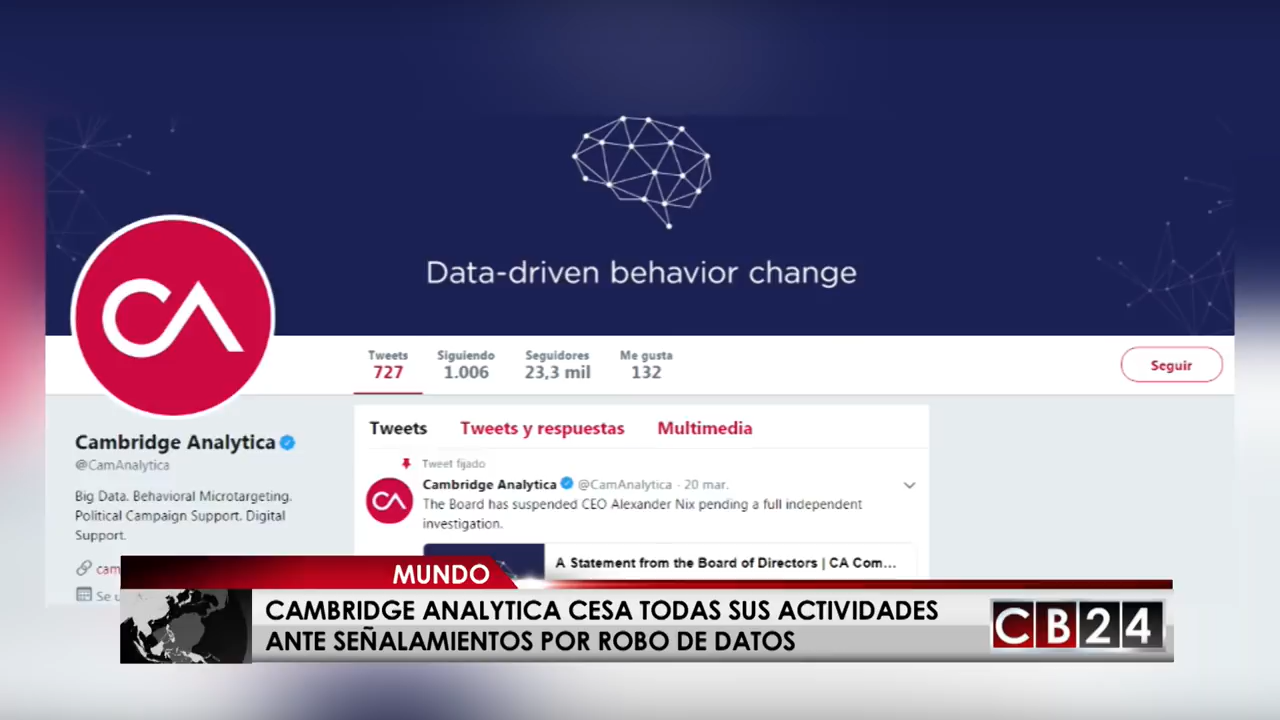 Data-driven behavior change
CA
Tweets Siguiendo Seguidores Me gusta
727 1.006 23,3 mil 132
Seguir
Cambridge Analytica
@CamAnalytica
Big Data. Behavioral Microtargeting.
Political Campaign Support. Digital
Support.
cam
Se u
Tweets Tweets y respuestas Multimedia
Tweet fijado
CA
Cambridge Analytica @CamAnalytica · 20 mar.
The Board has suspended CEO Alexander Nix pending a full independent
investigation.
A Statement from the Board of Directors | CA Com...
MUNDO
CAMBRIDGE ANALYTICA CESA TODAS SUS ACTIVIDADES
ANTE SEÑALAMIENTOS POR ROBO DE DATOS
CB24